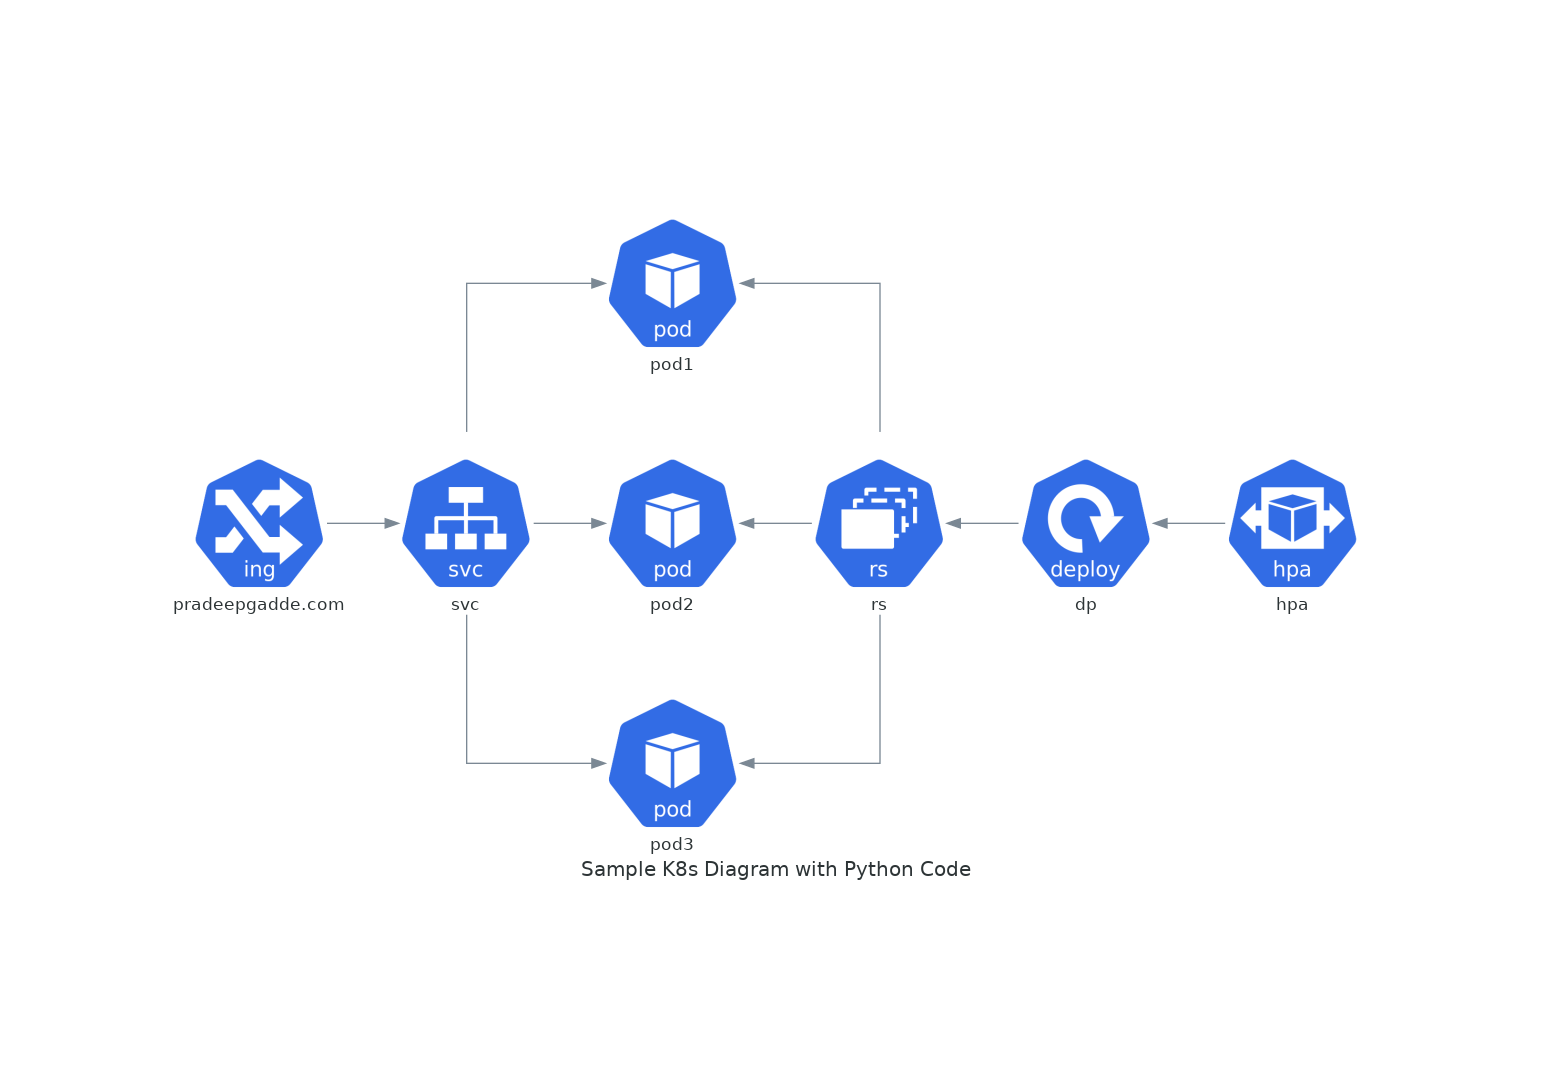 pod
pod1
ing
svc
pod
rs
deploy
hpa
pradeepgadde.com
svc
pod2
rs
dp
hpa
pod
pod3
Sample K8s Diagram with Python Code